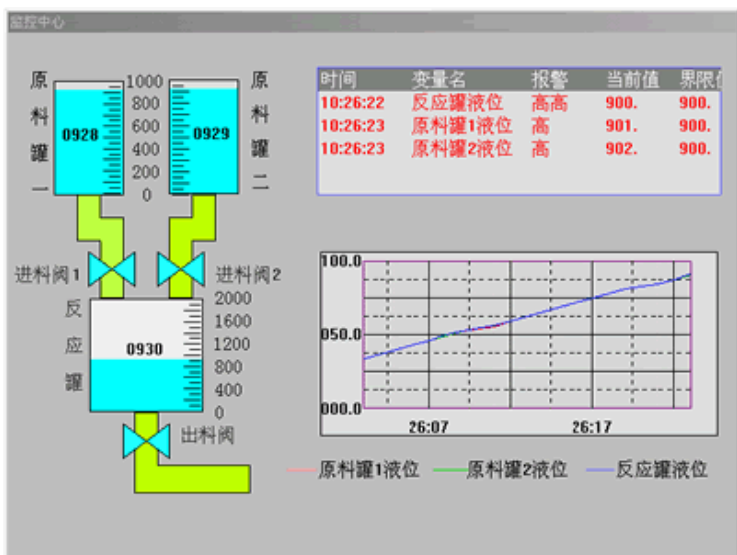 监控中心
原料罐一
原料罐二
1000
800
600
400
200
0
0928
0929
进料阀1
进料阀2
反应罐
0930
2000
1600
1200
800
400
0
出料阀
时间 变量名 报警 当前值 界限值
10:26:22 反应罐液位 高高 900. 900.
10:26:23 原料罐1液位 高 901. 900.
10:26:23 原料罐2液位 高 902. 900.
100.0
050.0
000.0
26:07 26:17
原料罐1液位 原料罐2液位 反应罐液位